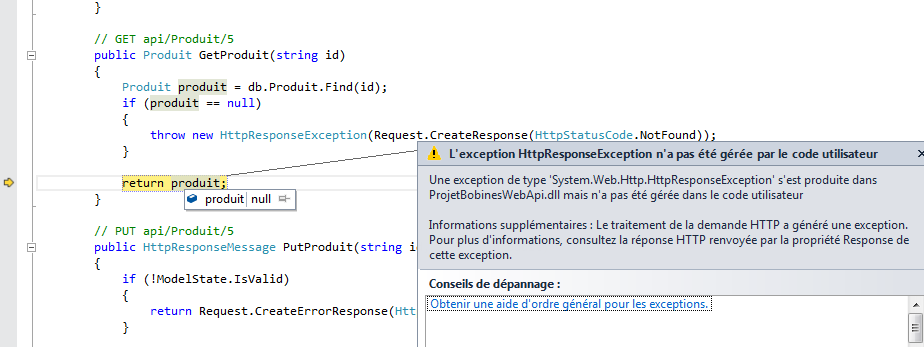 }
// GET api/Produit/5
public Produit GetProduit(string id)
{
Produit produit = db.Produit.Find(id);
if (produit == null)
{
throw new HttpResponseException(Request.CreateResponse(HttpStatusCode.NotFound));
}
return produit;
produit null
}
// PUT api/Produit/5
public HttpResponseMessage PutProduit(string i
{
if (!ModelState.IsValid)
{
return Request.CreateErrorResponse(Htt
}
L'exception HttpResponseException n'a pas été gérée par le code utilisateur
Une exception de type 'System.Web.Http.HttpResponseException' s'est produite dans
ProjetBobinesWebApi.dll mais n'a pas été gérée dans le code utilisateur
Informations supplémentaires : Le traitement de la demande HTTP a généré une exception.
Pour plus d'informations, consultez la réponse HTTP renvoyée par la propriété Response de
cette exception.
Conseils de dépannage :
Obtenir une aide d'ordre général pour les exceptions.